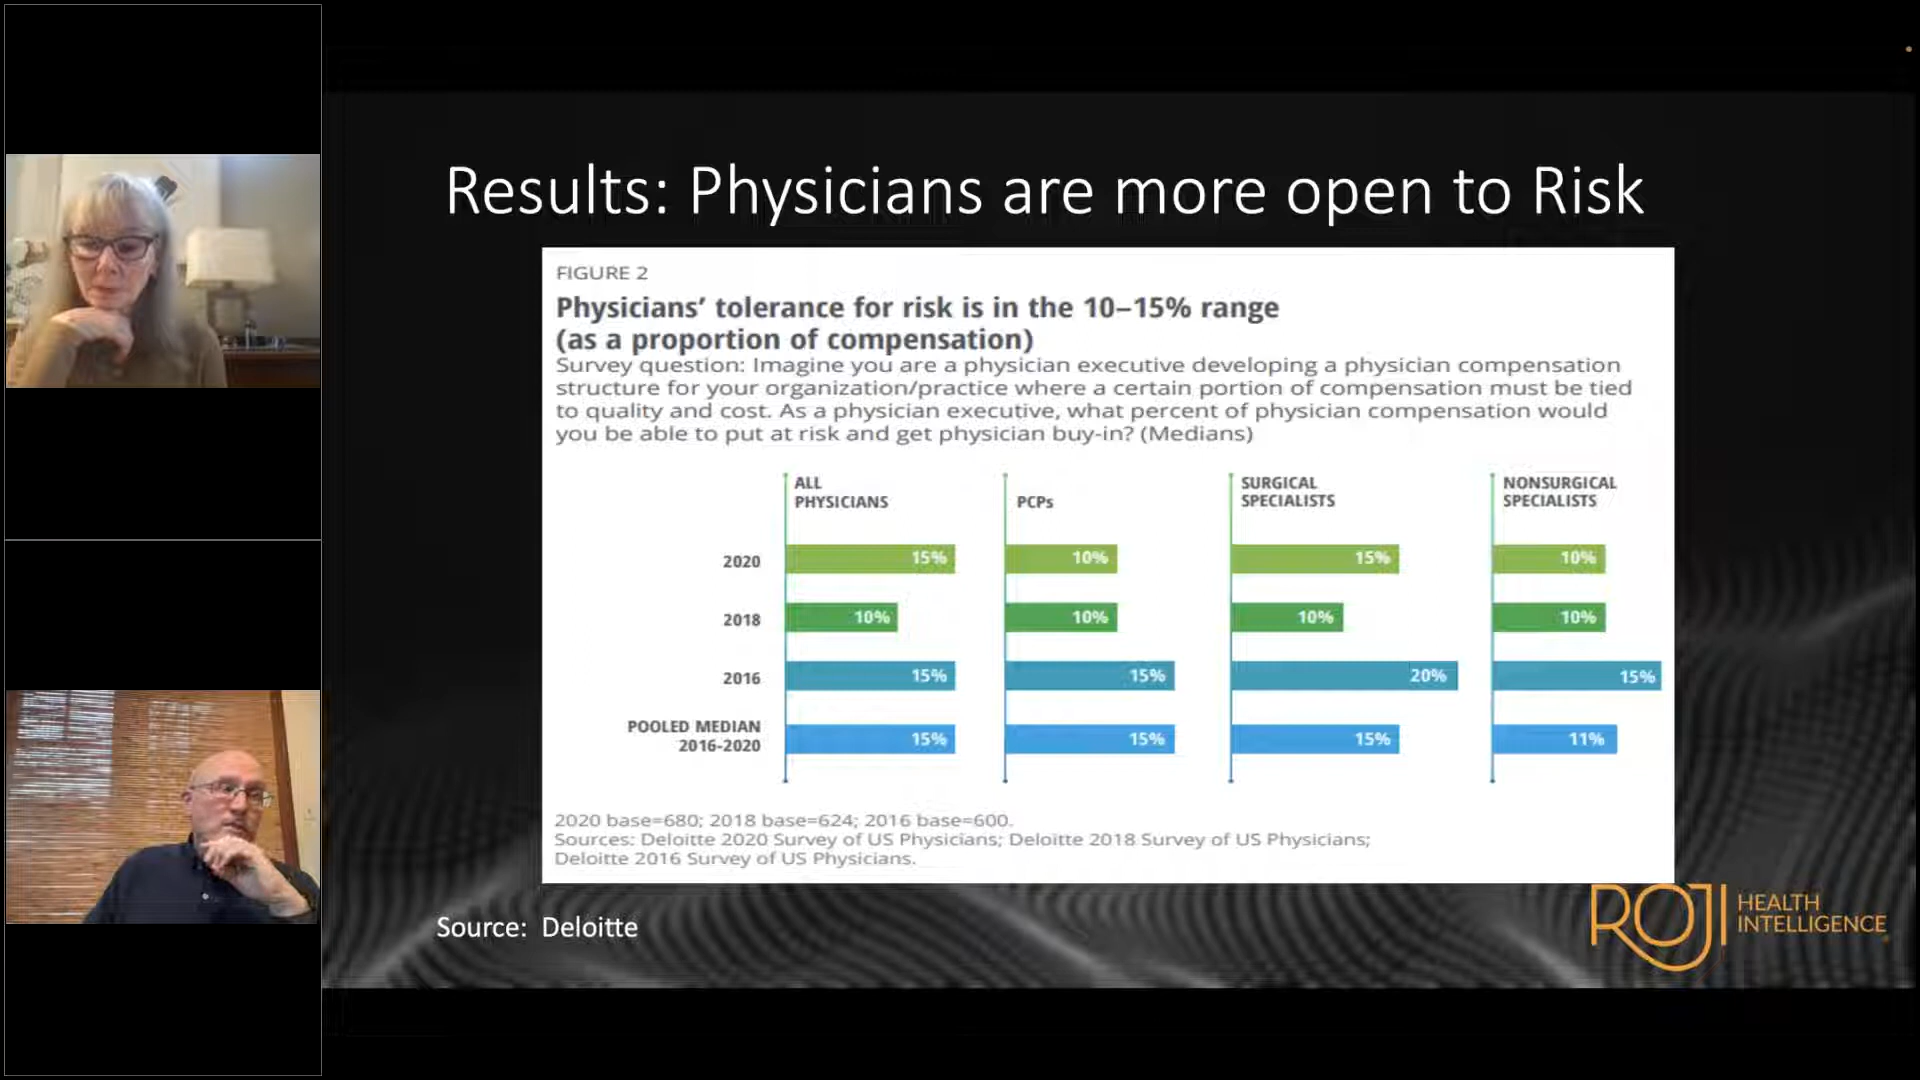 Results: Physicians are more open to Risk
FIGURE 2
Physicians’ tolerance for risk is in the 10–15% range
(as a proportion of compensation)
Survey question: Imagine you are a physician executive developing a physician compensation
structure for your organization/practice where a certain portion of compensation must be tied
to quality and cost. As a physician executive, what percent of physician compensation would
you be able to put at risk and get physician buy-in? (Medians)
ALL
PHYSICIANS
PCPs
SURGICAL
SPECIALISTS
NONSURGICAL
SPECIALISTS
2020 15% 10% 15% 10%
2018 10% 10% 10% 10%
2016 15% 15% 20% 15%
POOLED MEDIAN
2016-2020 15% 15% 15% 11%
2020 base=680; 2018 base=624; 2016 base=600.
Sources: Deloitte 2020 Survey of US Physicians; Deloitte 2018 Survey of US Physicians;
Deloitte 2016 Survey of US Physicians.
Source: Deloitte
ROJI HEALTH
INTELLIGENCE